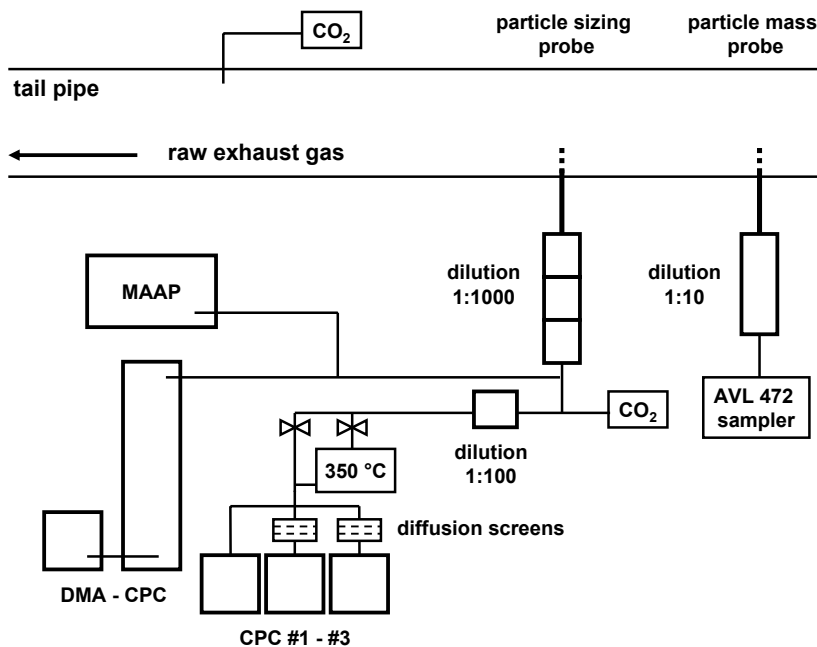 CO2
particle sizing
probe
particle mass
probe
tail pipe
raw exhaust gas
MAAP
dilution
1:1000
dilution
1:10
AVL 472
sampler
CO2
350 °C
dilution
1:100
diffusion screens
DMA - CPC
CPC #1 - #3